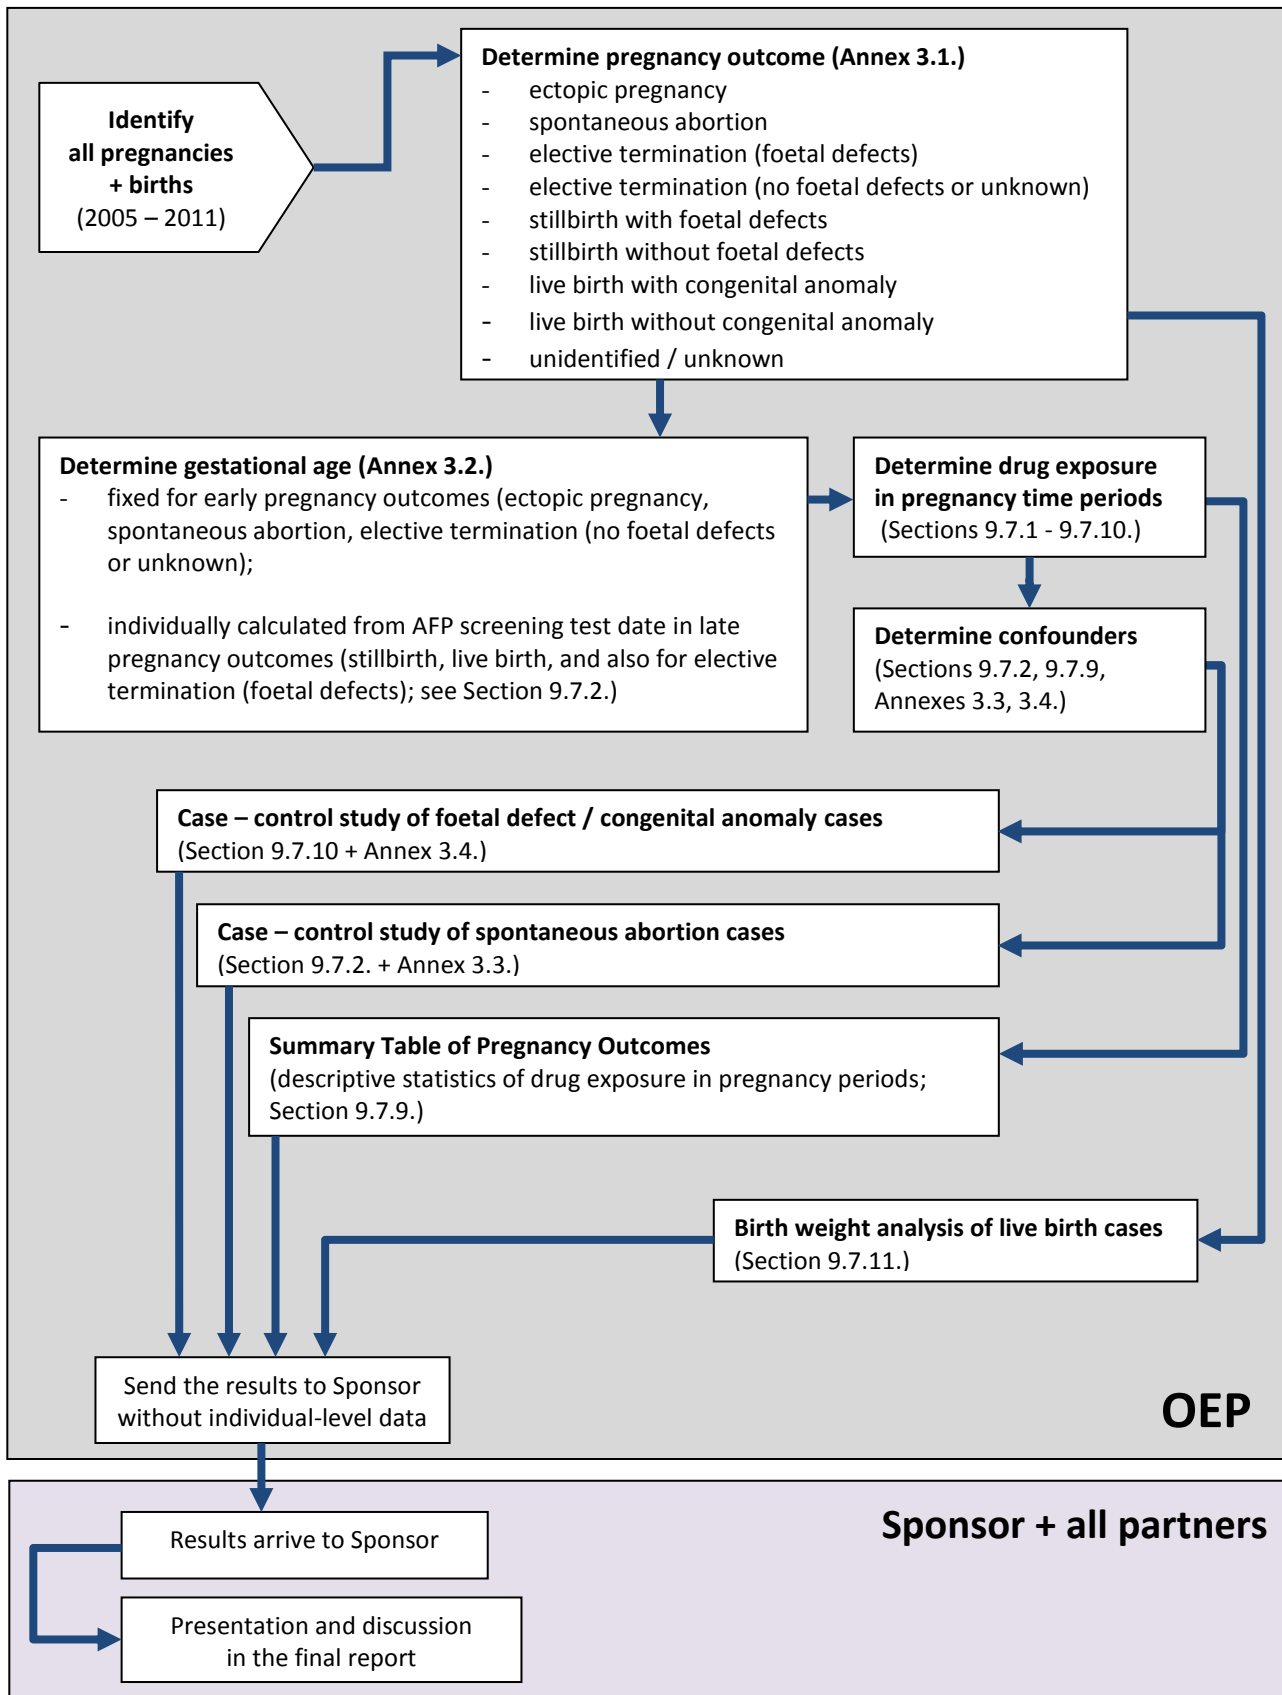 Identify
all pregnancies
+ births
(2005 – 2011)
Determine pregnancy outcome (Annex 3.1.)
- ectopic pregnancy
- spontaneous abortion
- elective termination (foetal defects)
- elective termination (no foetal defects or unknown)
- stillbirth with foetal defects
- stillbirth without foetal defects
- live birth with congenital anomaly
- live birth without congenital anomaly
- unidentified / unknown
Determine gestational age (Annex 3.2.)
- fixed for early pregnancy outcomes (ectopic pregnancy,
spontaneous abortion, elective termination (no foetal defects
or unknown);
- individually calculated from AFP screening test date in late
pregnancy outcomes (stillbirth, live birth, and also for elective
termination (foetal defects); see Section 9.7.2.)
Determine drug exposure
in pregnancy time periods
(Sections 9.7.1 - 9.7.10.)
Determine confounders
(Sections 9.7.2, 9.7.9,
Annexes 3.3, 3.4.)
Case – control study of foetal defect / congenital anomaly cases
(Section 9.7.10 + Annex 3.4.)
Case – control study of spontaneous abortion cases
(Section 9.7.2. + Annex 3.3.)
Summary Table of Pregnancy Outcomes
(descriptive statistics of drug exposure in pregnancy periods;
Section 9.7.9.)
Birth weight analysis of live birth cases
(Section 9.7.11.)
Send the results to Sponsor
without individual-level data
OEP
Sponsor + all partners
Results arrive to Sponsor
Presentation and discussion
in the final report